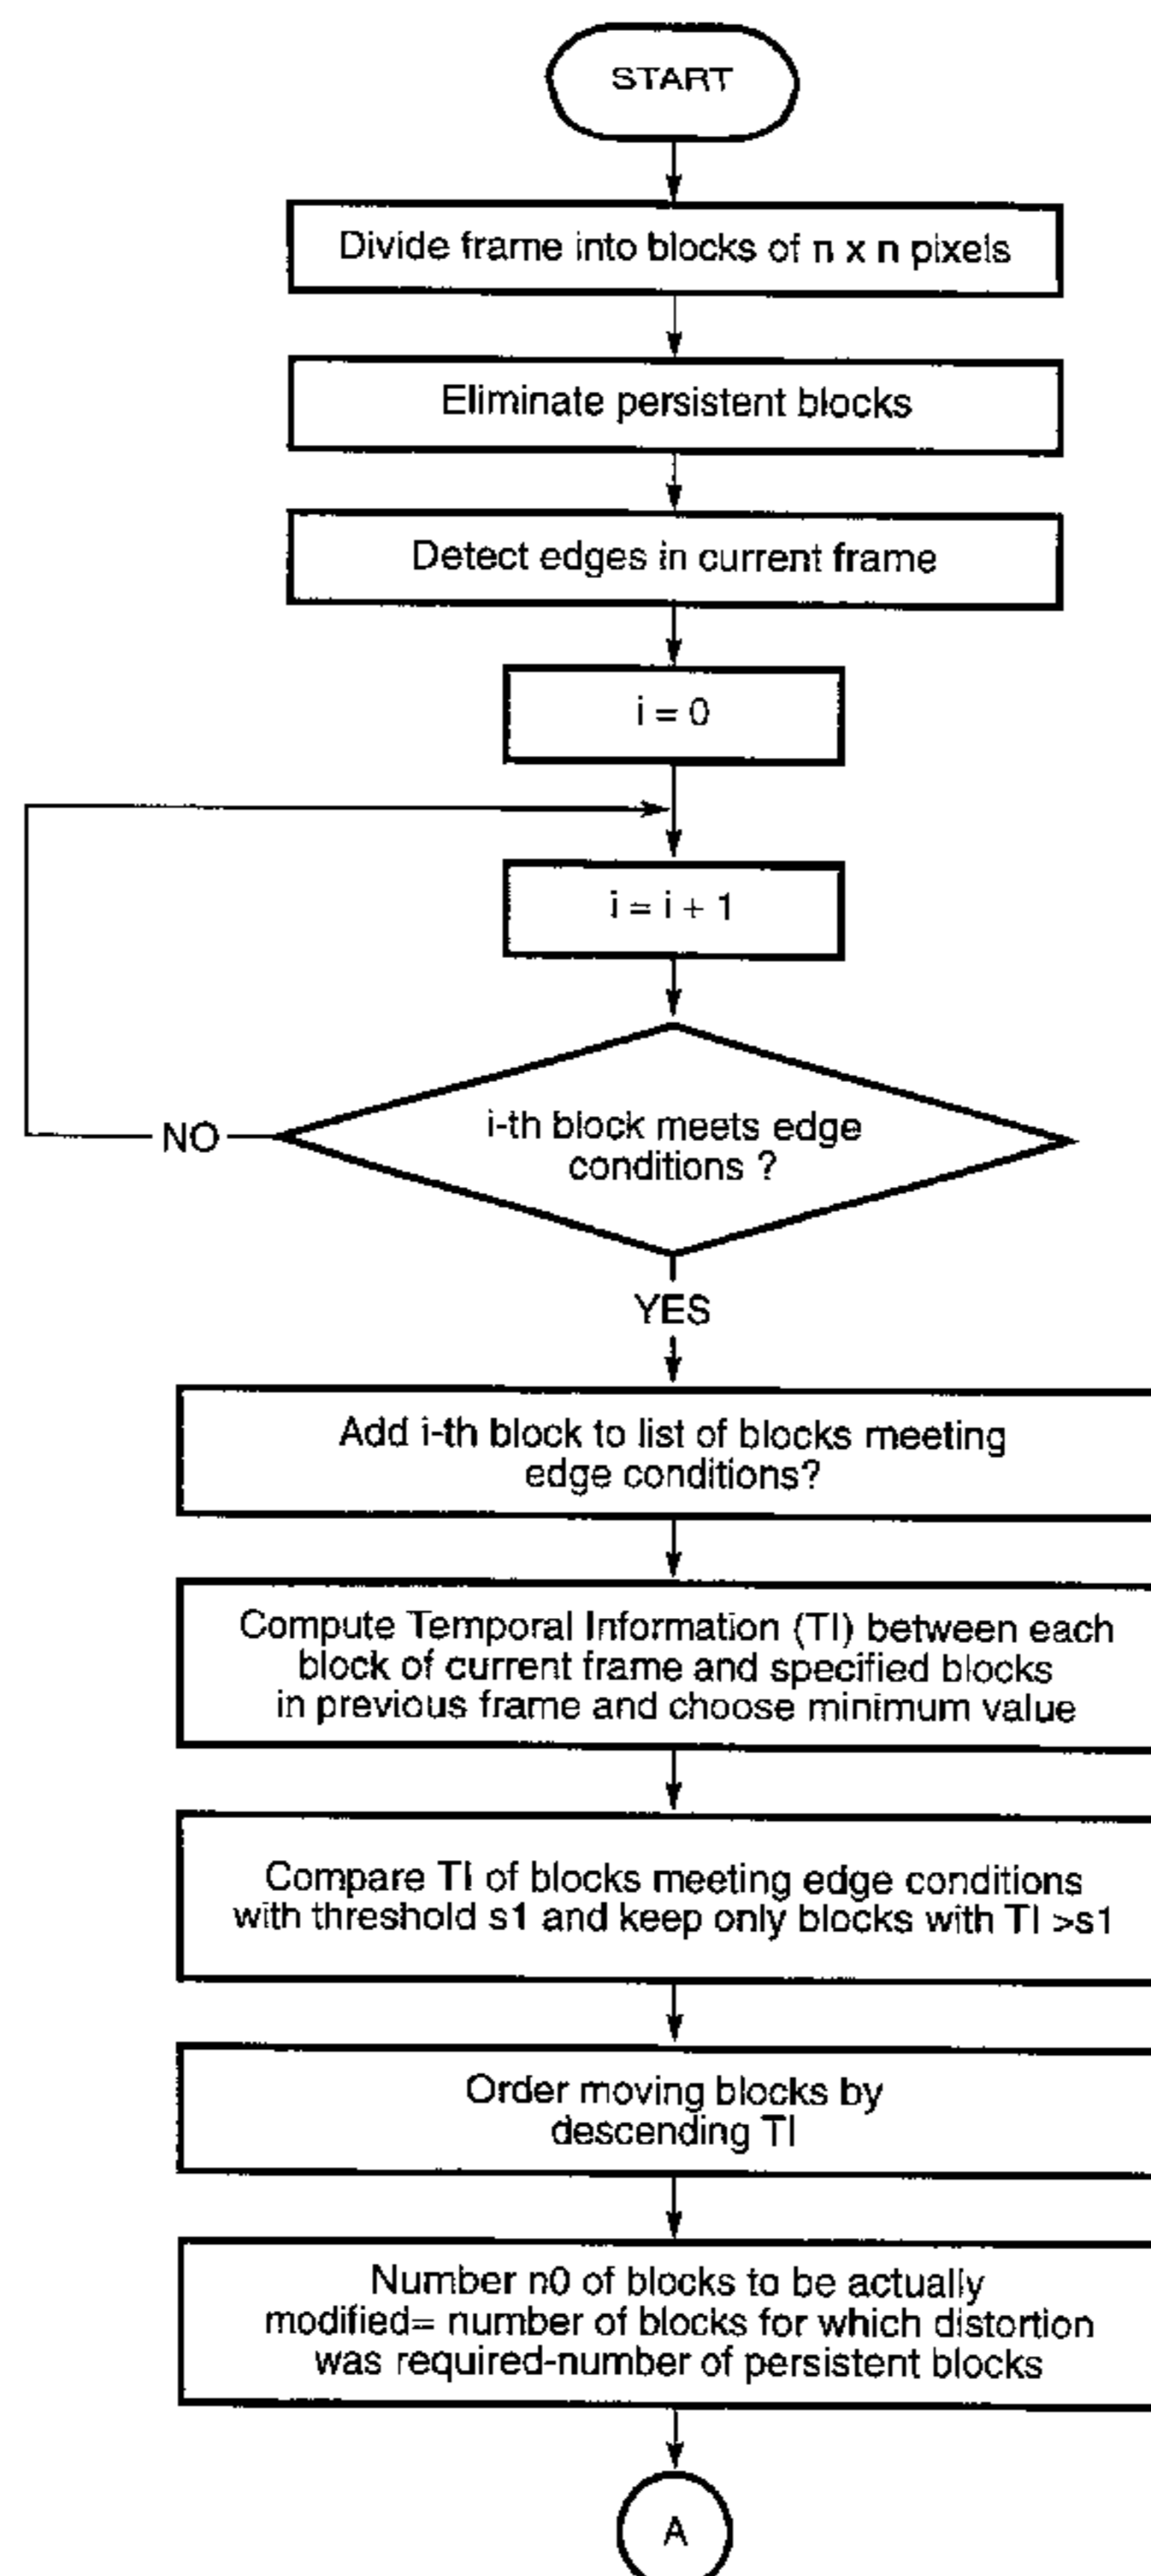 START
Divide frame into blocks of n x n pixels
Eliminate persistent blocks
Detect edges in current frame
i = 0
i = i + 1
i-th block meets edge
conditions ?
NO
YES
Add i-th block to list of blocks meeting
edge conditions?
Compute Temporal Information (TI) between each
block of current frame and specified blocks
in previous frame and choose minimum value
Compare TI of blocks meeting edge conditions
with threshold s1 and keep only blocks with TI >s1
Order moving blocks by
descending TI
Number n0 of blocks to be actually
modified= number of blocks for which distortion
was required-number of persistent blocks
A